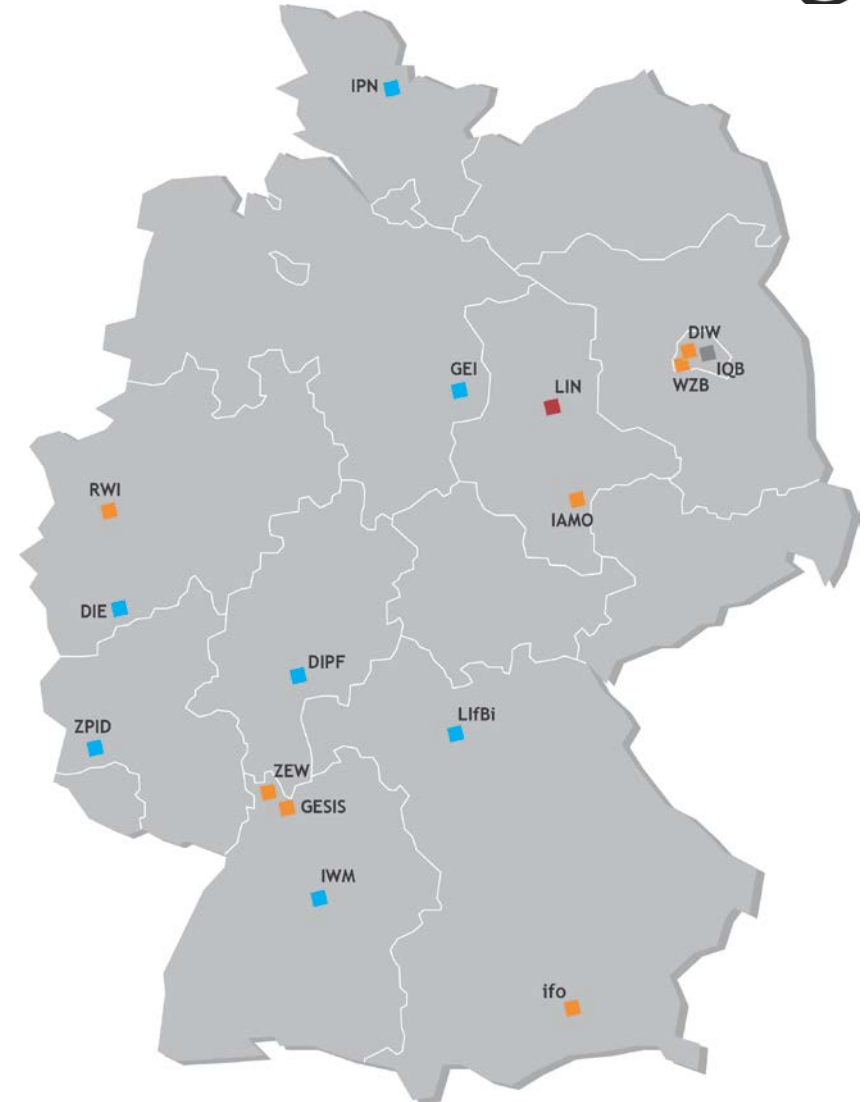 IPN
DIW
IQB
WZB
GEI
LIN
RWI
IAMO
DIE
DIPF
LIfBi
ZPID
ZEW
GESIS
IWM
ifo